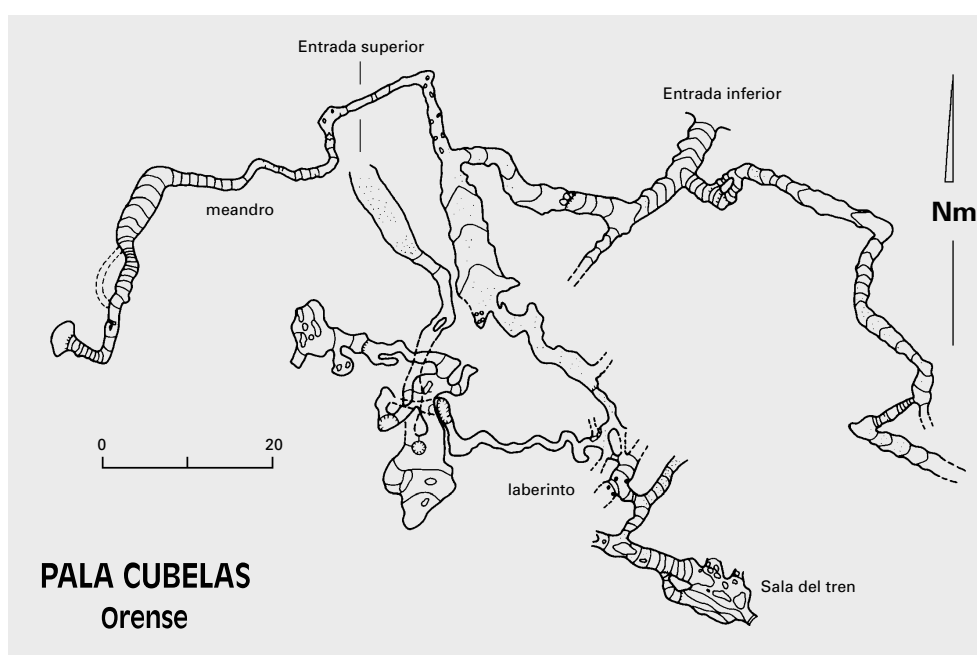 Entrada superior
Entrada inferior
meandro
Nm
0 20
laberinto
PALA CUBELAS
Orense
Sala del tren